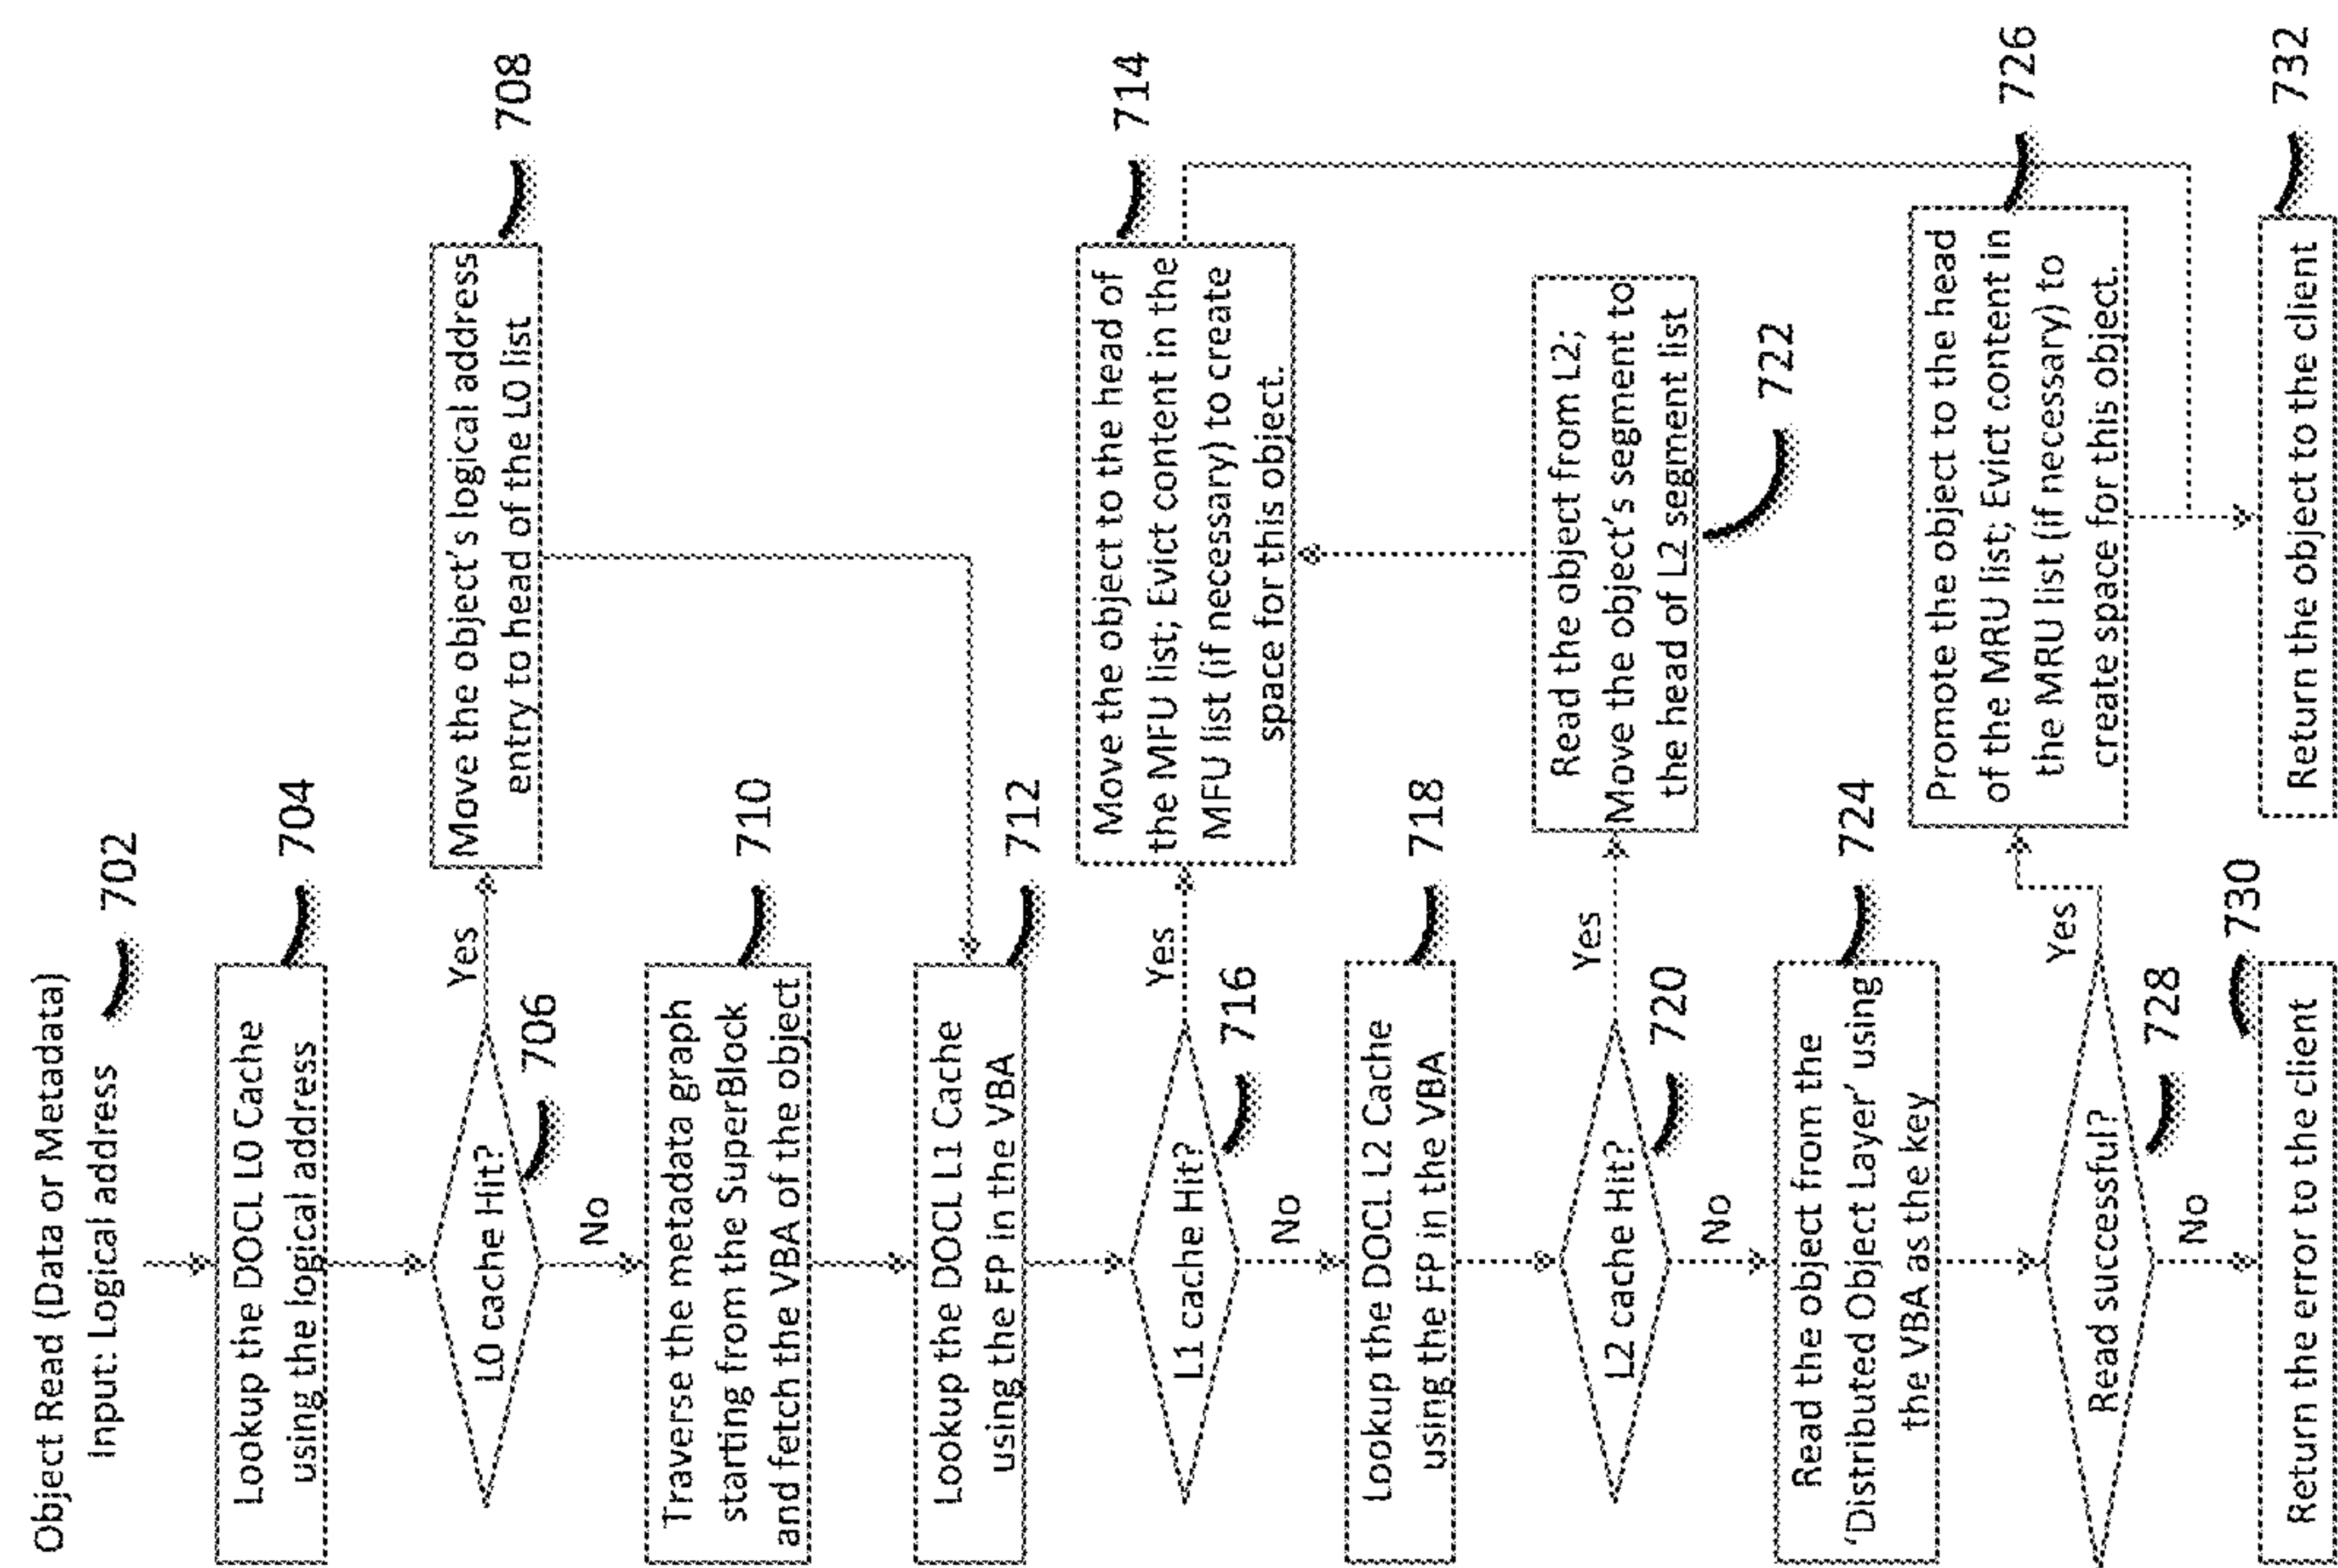 Object Read (Data or Metadata)
Input: Logical address
702
Lookup the DOCL L0 Cache
using the logical address
704
L0 cache Hit?
706
Yes
Move the object's logical address
entry to head of the L0 list
708
No
Traverse the metadata graph
starting from the SuperBlock
and fetch the VBA of the object
710
Lookup the DOCL L1 Cache
using the FP in the VBA
712
L1 cache Hit?
716
Yes
Move the object to the head of
the MFU list; Evict content in the
MFU list (if necessary) to create
space for this object.
714
No
Lookup the DOCL L2 Cache
using the FP in the VBA
718
L2 cache Hit?
720
Yes
Read the object from L2;
Move the object's segment to
the head of L2 segment list
722
No
Read the object from the
'Distributed Object Layer' using
the VBA as the key
724
Read successful?
728
Yes
Promote the object to the head
of the MRU list; Evict content in
the MRU list (if necessary) to
create space for this object.
726
No
Return the error to the client
730
Return the object to the client
732